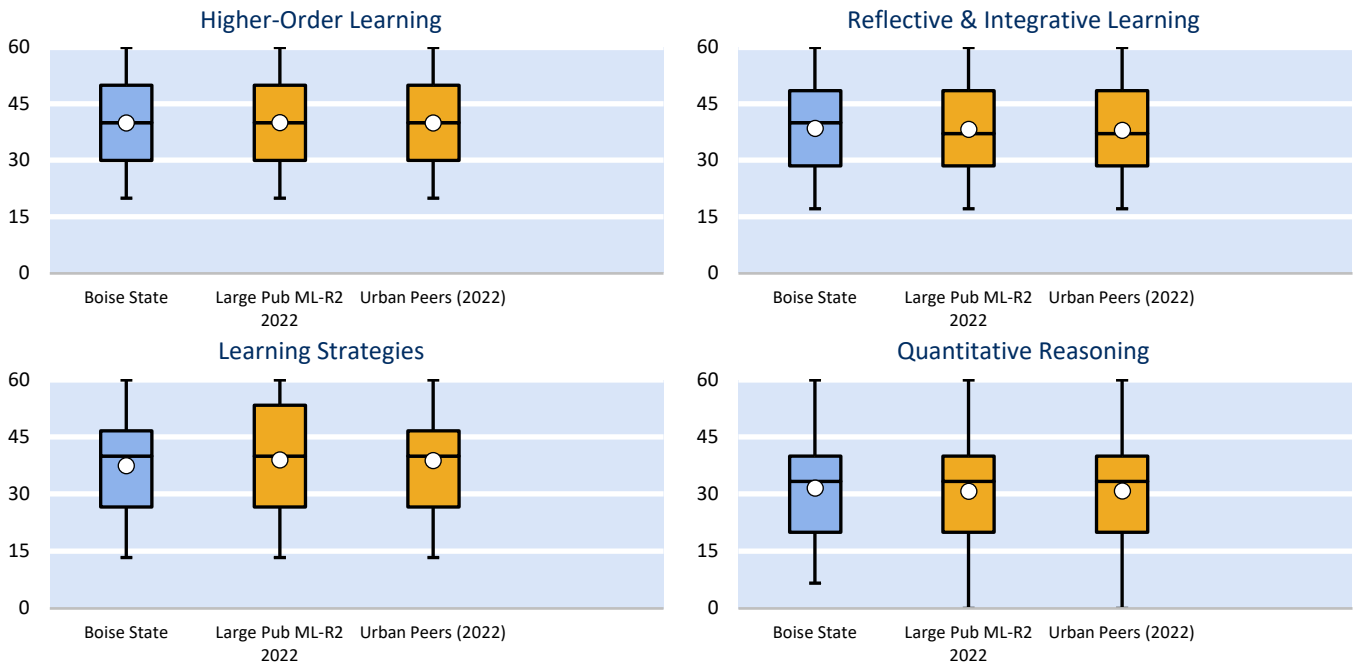 Higher-Order Learning
60
45
30
15
0
Boise State
Large Pub ML-R2
2022
Urban Peers (2022)
Reflective & Integrative Learning
60
45
30
15
0
Boise State
Large Pub ML-R2
2022
Urban Peers (2022)
Learning Strategies
60
45
30
15
0
Boise State
Large Pub ML-R2
2022
Urban Peers (2022)
Quantitative Reasoning
60
45
30
15
0
Boise State
Large Pub ML-R2
2022
Urban Peers (2022)